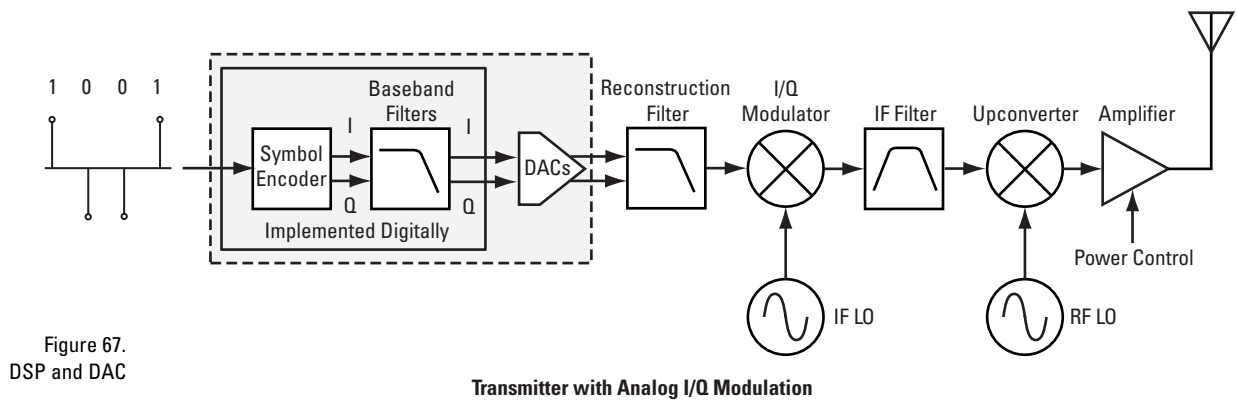 1 0 0 1
Symbol
Encoder
I
Q
Baseband
Filters
I
Q
Implemented Digitally
DACs
Reconstruction
Filter
I/Q
Modulator
IF LO
IF Filter
Upconverter
RF LO
Amplifier
Power Control
Figure 67.
DSP and DAC
Transmitter with Analog I/Q Modulation